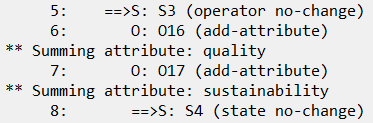 5: ==>S: S3 (operator no-change)
6: O: O16 (add-attribute)
** Summing attribute: quality
7: O: O17 (add-attribute)
** Summing attribute: sustainability
8: ==>S: S4 (state no-change)